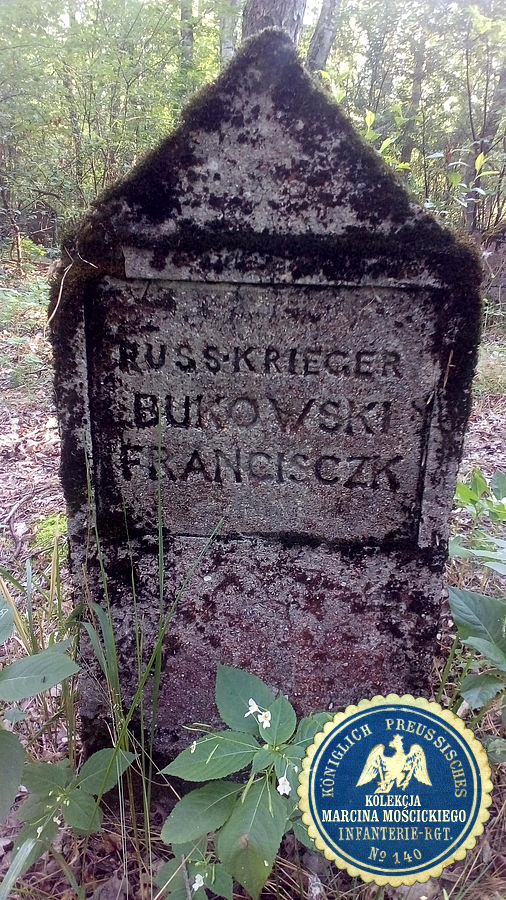 RUSS·KRIEGER
BUKOWSKI
FRANCISCZK
KÖNIGLICH PREUSSISCHES
KOLEKCJA
MARCINA MOŚCICKIEGO
INFANTERIE-RGT.
No 140